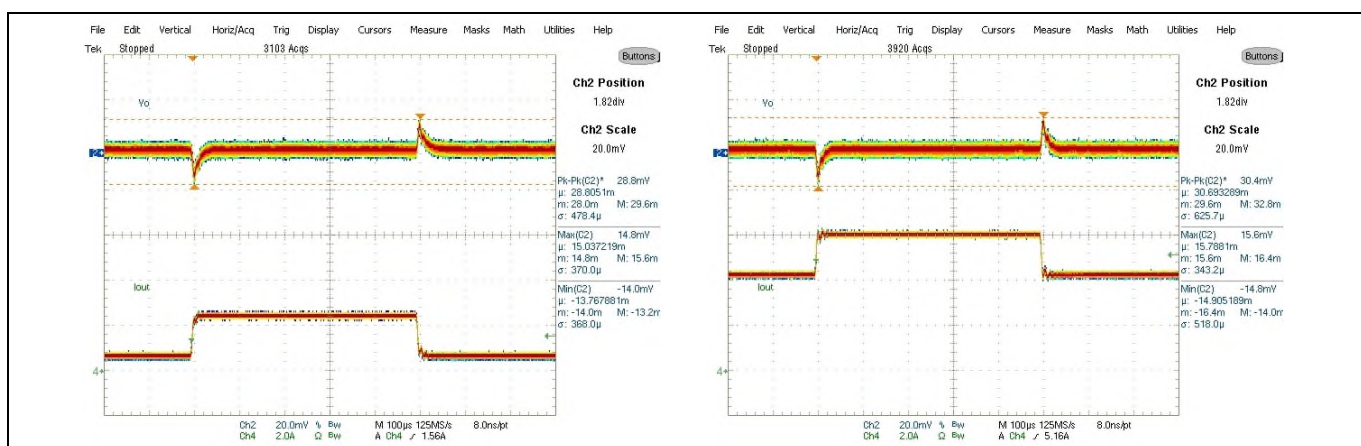 File Edit Vertical Horiz/Acq Trig Display Cursors Measure Masks Math Utilities Help
Tek Stopped 3103 Acqs
Buttons
Ch2 Position
1.82div
Vo
Ch2 Scale
20.0mV
2
Pk-Pk(C2)* 28.8mV
µ: 28.8051m
m: 28.0m M: 29.6m
σ: 478.4µ
Max(C2) 14.8mV
µ: 15.037219m
m: 14.8m M: 15.6m
σ: 370.0µ
Iout
Min(C2) -14.0mV
µ: -13.767881m
m: -14.0m M: -13.2m
σ: 368.0µ
4
Ch2 20.0mV % Bw M 100µs 125MS/s 8.0ns/pt
Ch4 2.0A Ω Bw A Ch4 1.56A
File Edit Vertical Horiz/Acq Trig Display Cursors Measure Masks Math Utilities Help
Tek Stopped 3920 Acqs
Buttons
Ch2 Position
1.82div
Vo
Ch2 Scale
20.0mV
2
Pk-Pk(C2)* 30.4mV
µ: 30.693289m
m: 29.6m M: 32.8m
σ: 625.7µ
Max(C2) 15.6mV
µ: 15.7881m
m: 15.6m M: 16.4m
σ: 343.2µ
Iout
Min(C2) -14.8mV
µ: -14.905189m
m: -16.4m M: -14.0m
σ: 518.0µ
4
Ch2 20.0mV % Bw M 100µs 125MS/s 8.0ns/pt
Ch4 2.0A Ω Bw A Ch4 5.16A